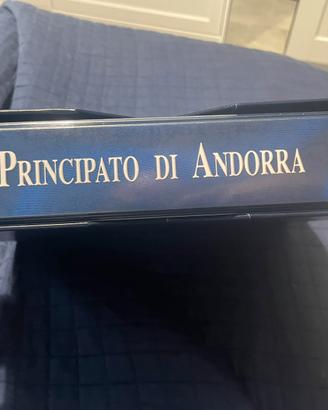 PRINCIPATO DI ANDORRA